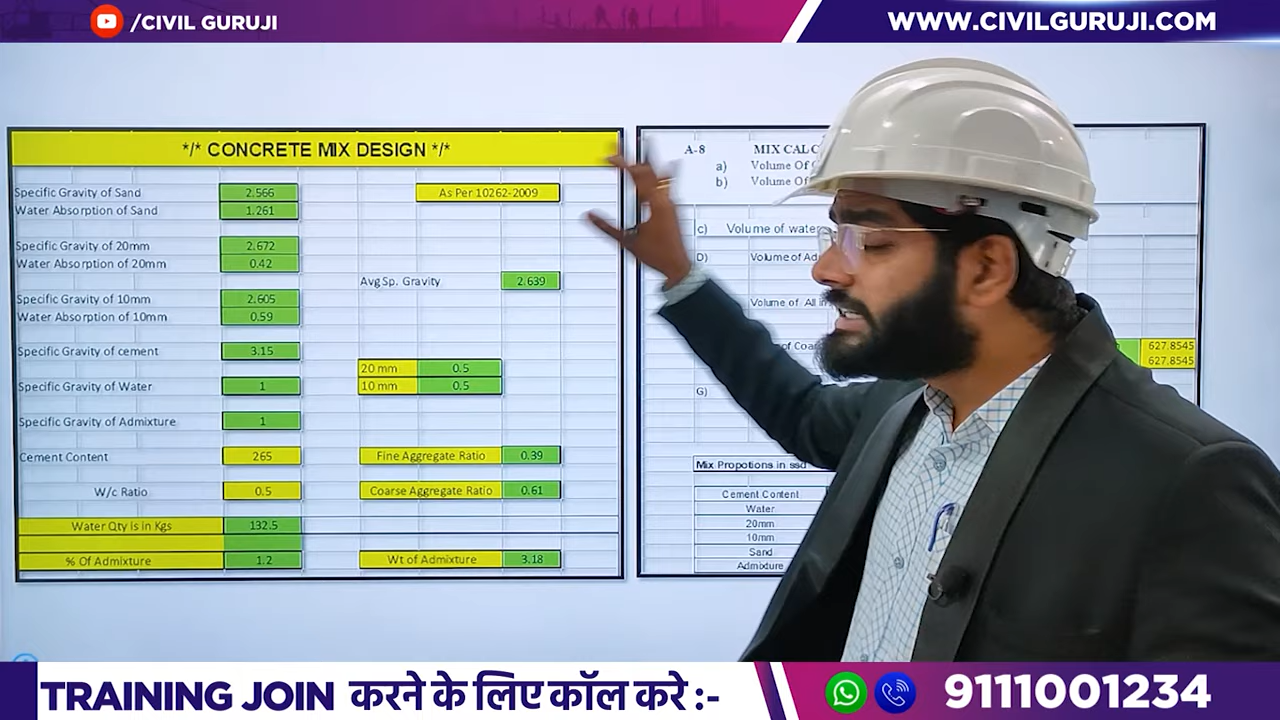 /CIVIL GURUJI
WWW.CIVILGURUJI.COM
*/* CONCRETE MIX DESIGN */*
Specific Gravity of Sand 2.566 As Per 10262-2009
Water Absorption of Sand 1.261
Specific Gravity of 20mm 2.672
Water Absorption of 20mm 0.42
Avg Sp. Gravity 2.639
Specific Gravity of 10mm 2.605
Water Absorption of 10mm 0.59
Specific Gravity of cement 3.15
20 mm 0.5
Specific Gravity of Water 1 10 mm 0.5
Specific Gravity of Admixture 1
Cement Content 265 Fine Aggregate Ratio 0.39
W/c Ratio 0.5 Coarse Aggregate Ratio 0.61
Water Qty is in Kgs 132.5
% Of Admixture 1.2 Wt of Admixture 3.18
A-8 MIX CALC
a) Volume Of
b) Volume Of
c) Volume of water
D) Volume of Ad
Volume of All in
of Coar 627.8545
627.8545
G)
Mix Propotions in ssd
Cement Content
Water
20mm
10mm
Sand
Admixture
TRAINING JOIN करने के लिए कॉल करे :-
9111001234